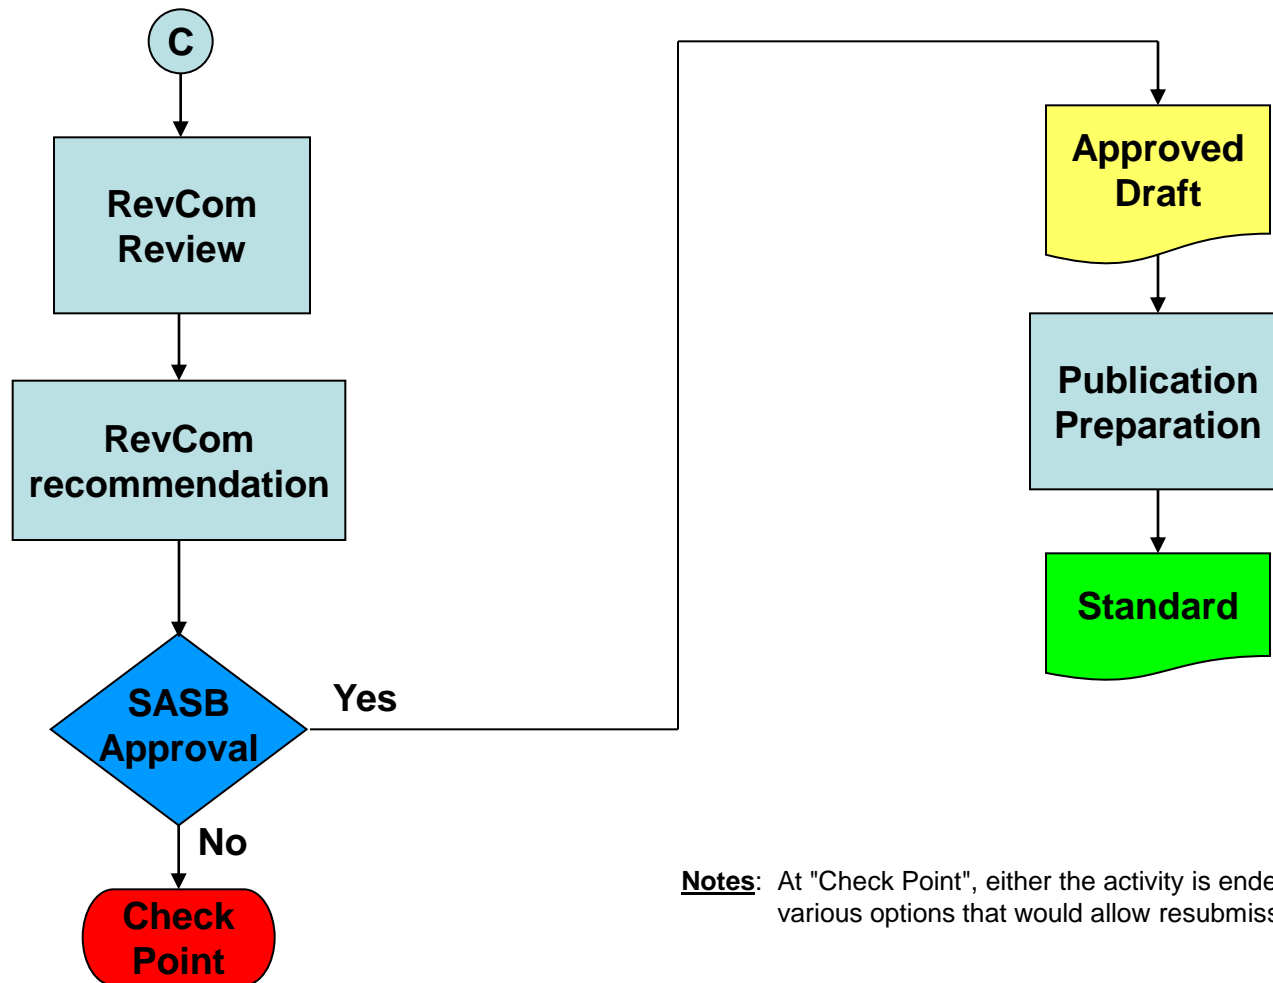 C
RevCom
Review
RevCom
recommendation
SASB
Approval
Yes
No
Check
Point
Approved
Draft
Publication
Preparation
Standard
Notes: At "Check Point", either the activity is
various options that would allow